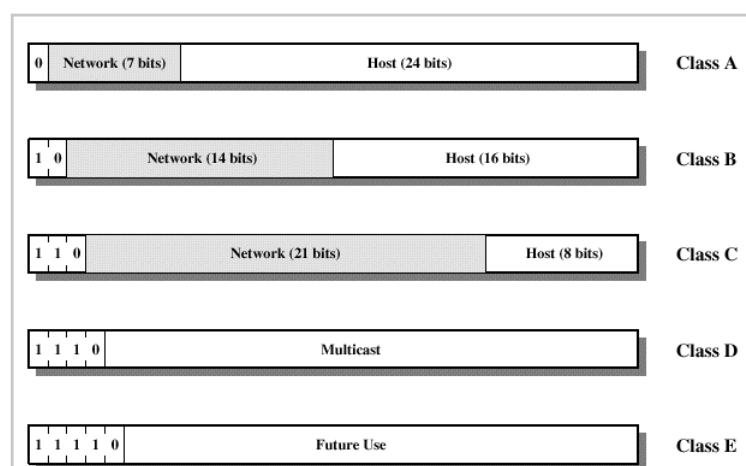 0 Network (7 bits) Host (24 bits) Class A
1 0 Network (14 bits) Host (16 bits) Class B
1 1 0 Network (21 bits) Host (8 bits) Class C
1 1 1 0 Multicast Class D
1 1 1 1 0 Future Use Class E